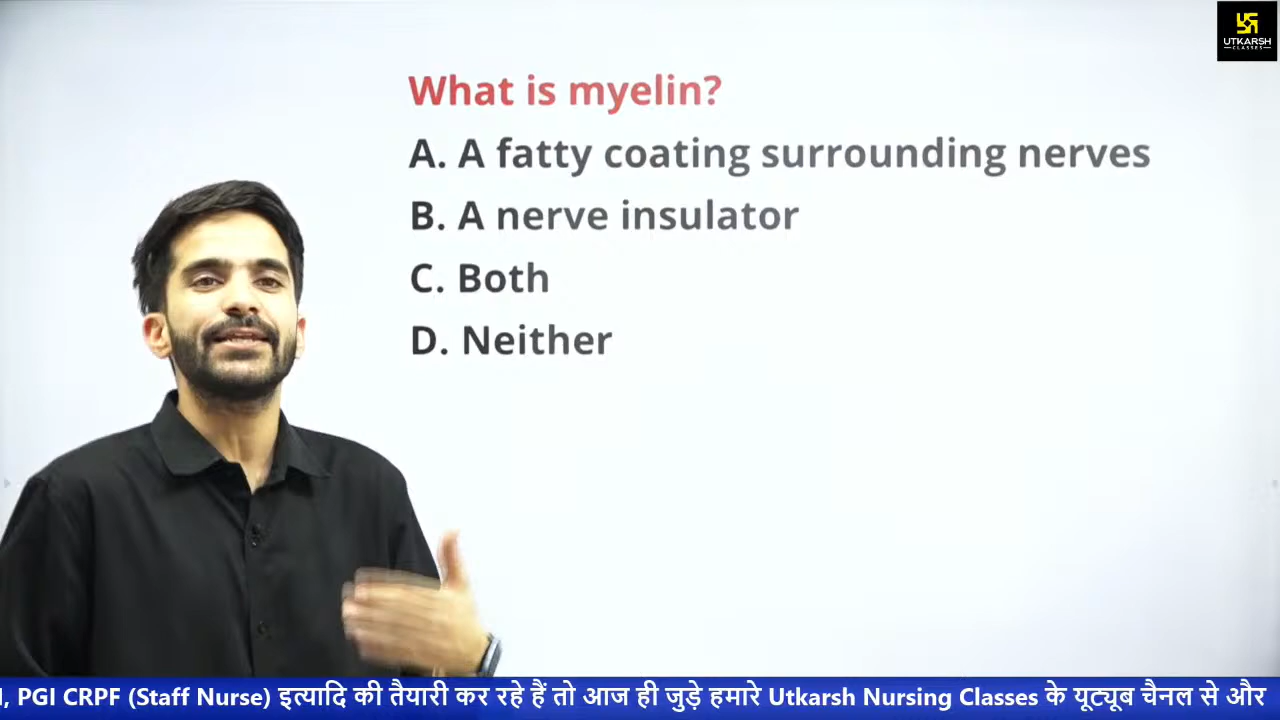 UTKARSH
CLASSES
What is myelin?
A. A fatty coating surrounding nerves
B. A nerve insulator
C. Both
D. Neither
, PGI CRPF (Staff Nurse) इत्यादि की तैयारी कर रहे हैं तो आज ही जुड़े हमारे Utkarsh Nursing Classes के यूट्यूब चैनल से और